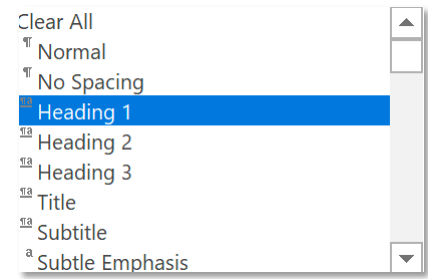 Clear All
¶ Normal
¶ No Spacing
¶a Heading 1
¶a Heading 2
¶a Heading 3
¶a Title
¶a Subtitle
a Subtle Emphasis